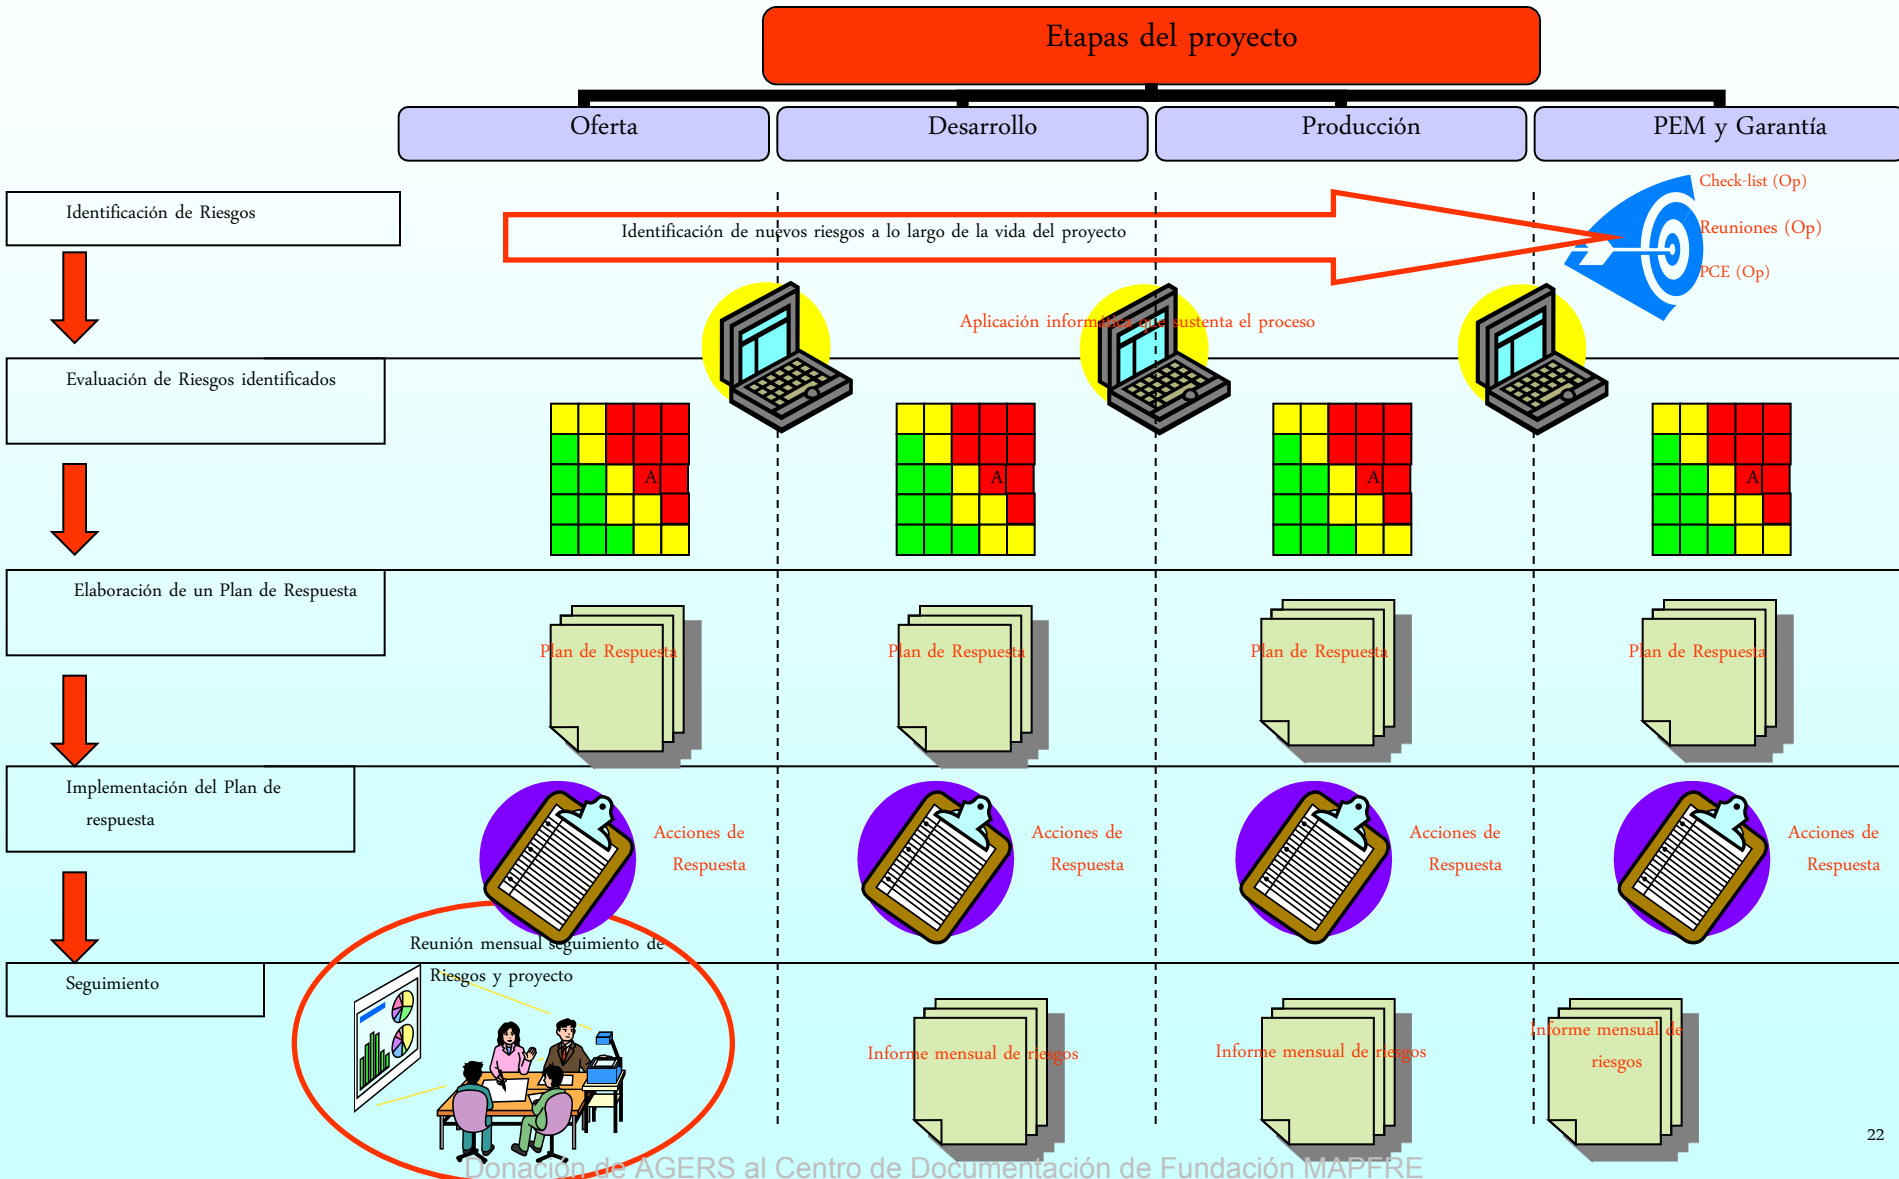 Etapas del proyecto
Oferta
Desarrollo
Producción
PEM y Garantía
Identificación de Riesgos
Identificación de nuevos riesgos a lo largo de la vida del proyecto
Check-list (Op)
Reuniones (Op)
PCE (Op)
Aplicación informática que sustenta el proceso
Evaluación de Riesgos identificados
A
A
A
A
Elaboración de un Plan de Respuesta
Plan de Respuesta
Plan de Respuesta
Plan de Respuesta
Plan de Respuesta
Implementación del Plan de
respuesta
Acciones de
Respuesta
Acciones de
Respuesta
Acciones de
Respuesta
Acciones de
Respuesta
Seguimiento
Reunión mensual seguimiento de
Riesgos y proyecto
Informe mensual de riesgos
Informe mensual de riesgos
Informe mensual de
riesgos
22
Donación de AGERS al Centro de Documentación de Fundación MAPFRE